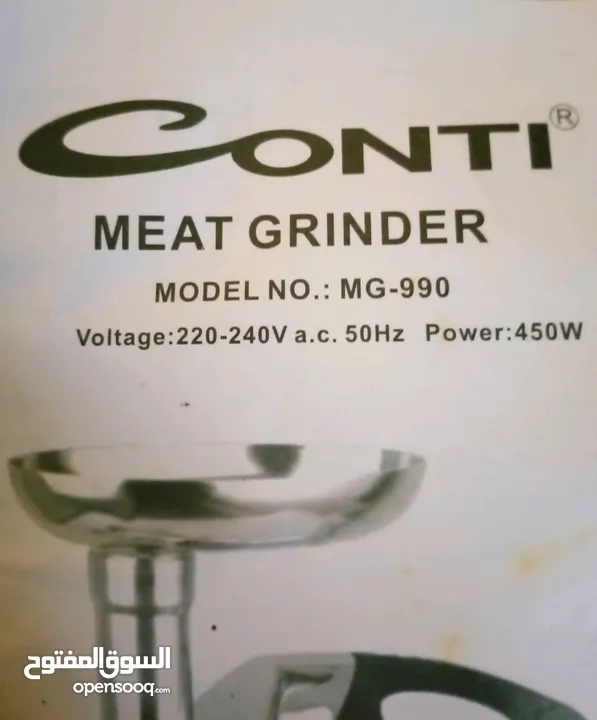 CONTI®
MEAT GRINDER
MODEL NO.: MG-990
Voltage:220-240V a.c. 50Hz Power:450W
السوق المفتوح
opensooq.com